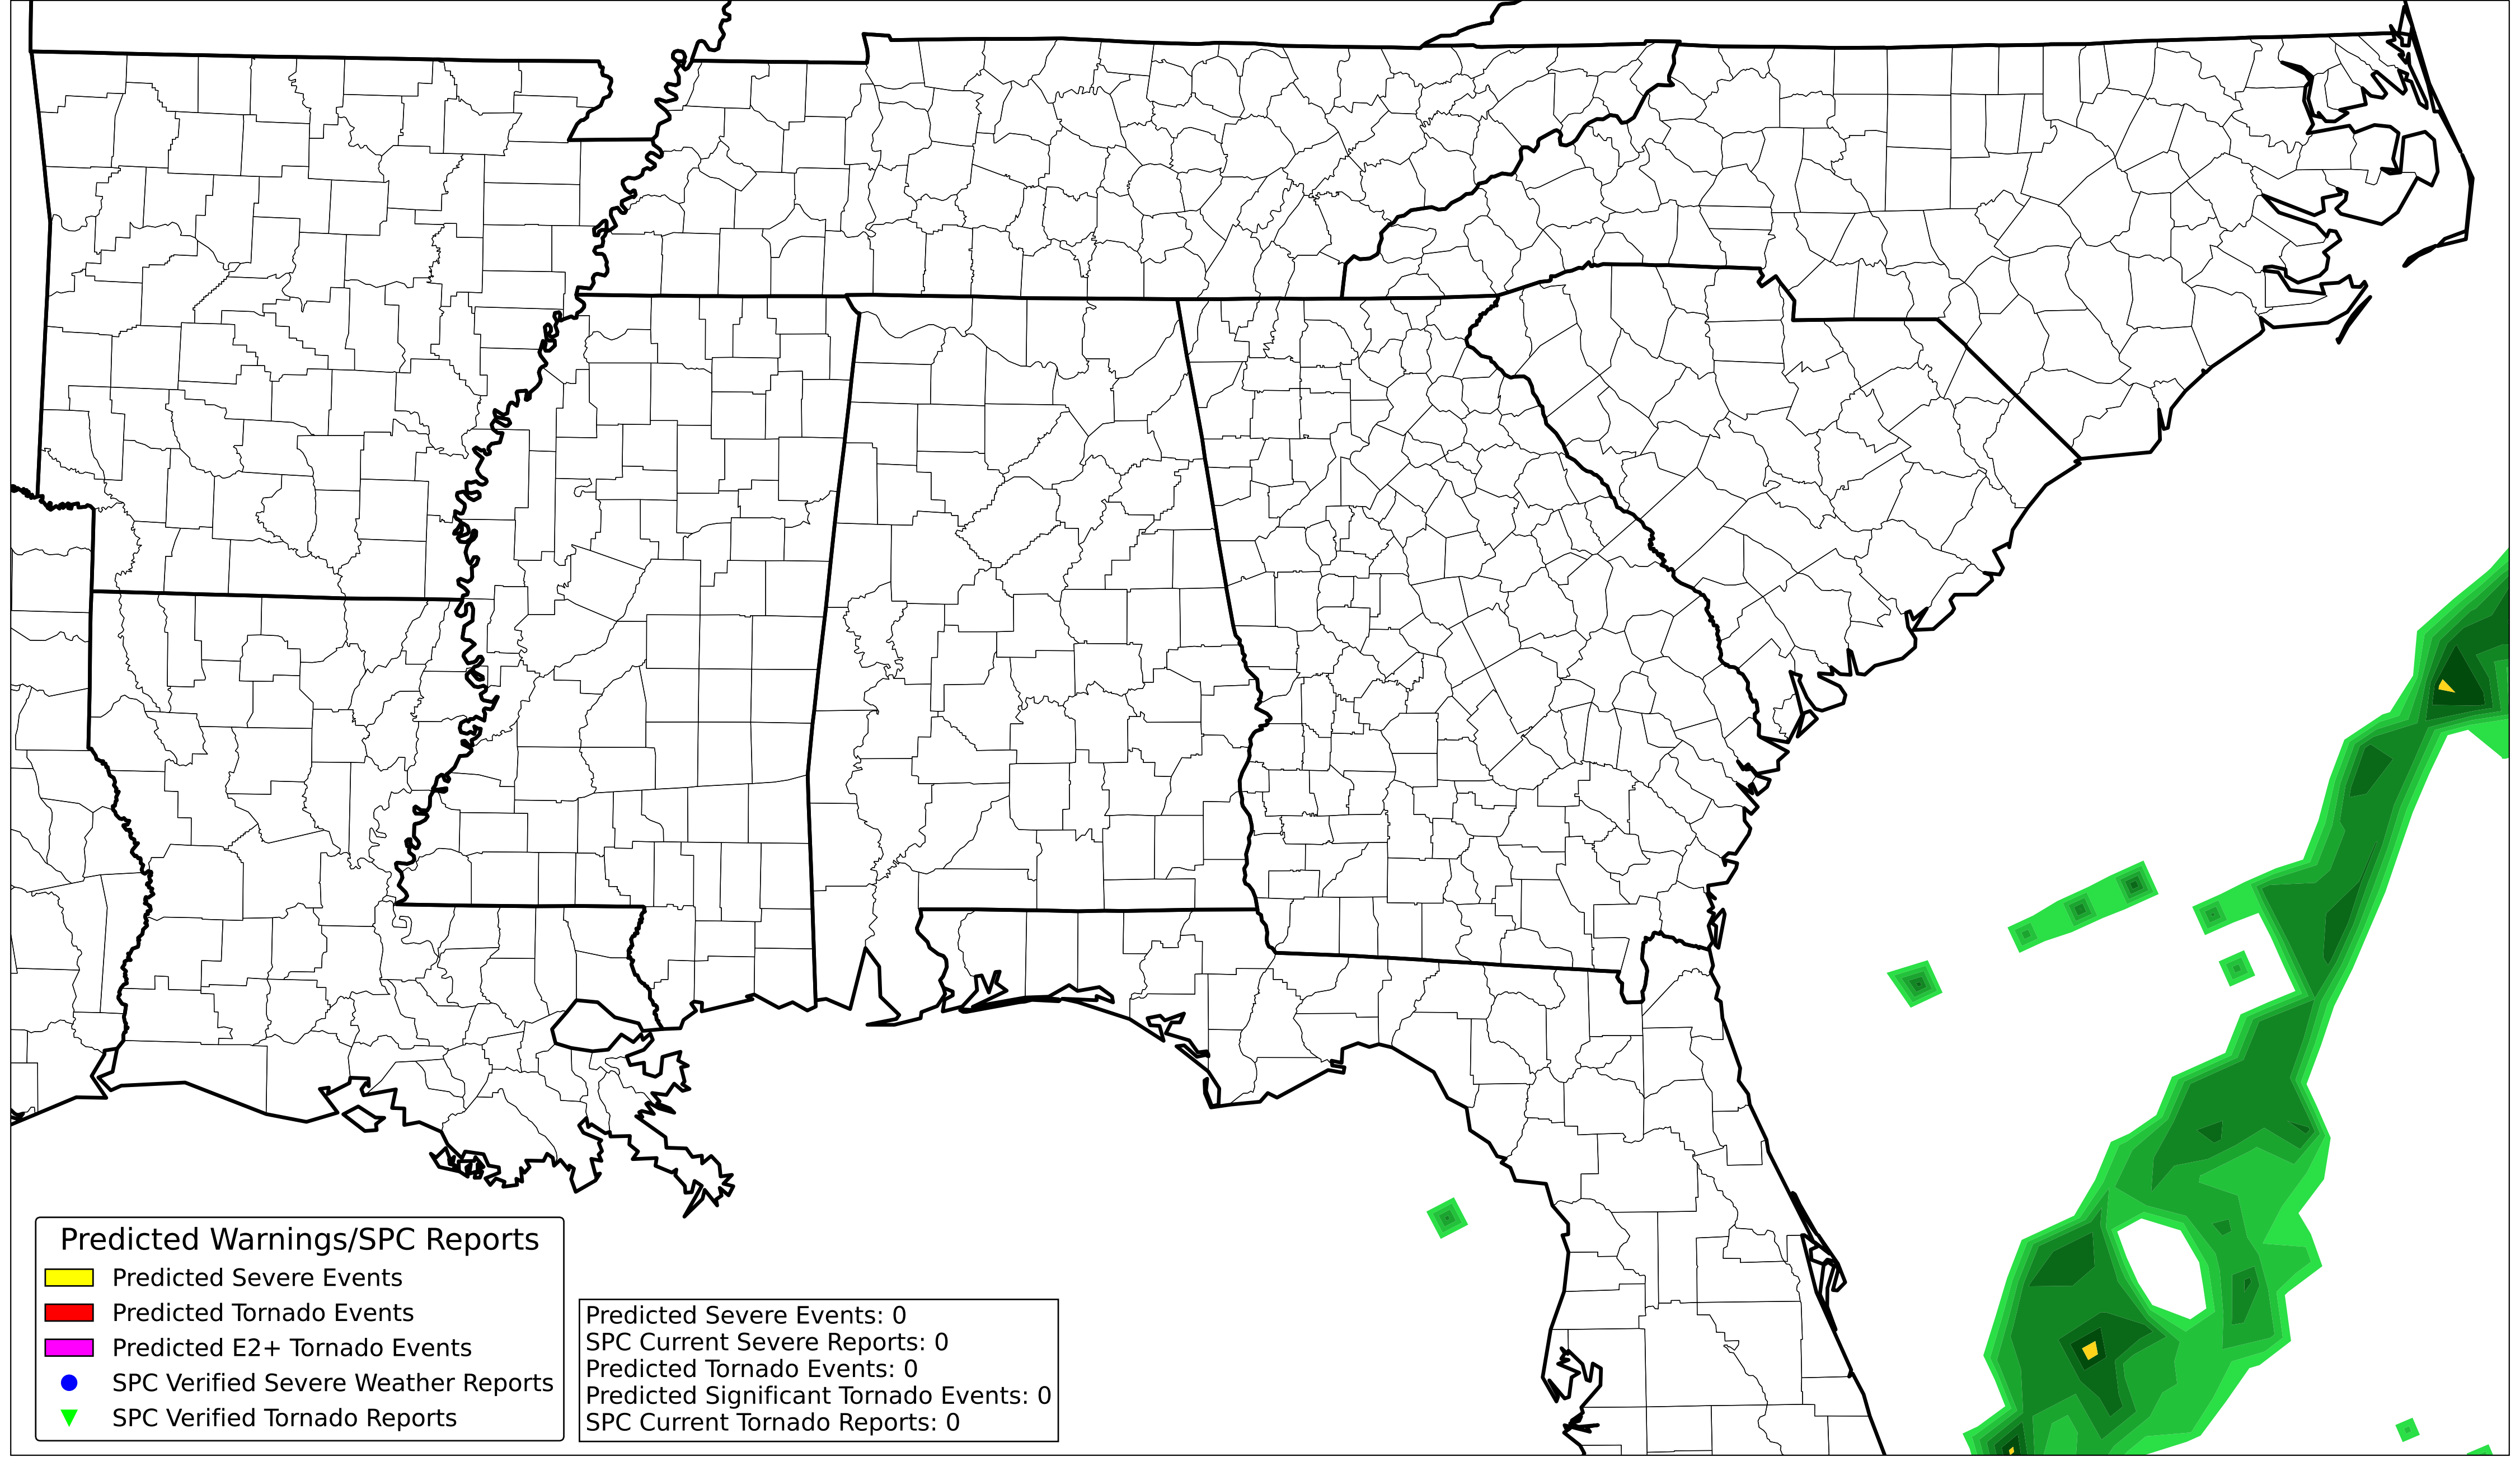 Predicted Warnings/SPC Reports
Predicted Severe Events
Predicted Tornado Events
Predicted E2+ Tornado Events
SPC Verified Severe Weather Reports
SPC Verified Tornado Reports
Predicted Severe Events: 0
SPC Current Severe Reports: 0
Predicted Tornado Events: 0
Predicted Significant Tornado Events: 0
SPC Current Tornado Reports: 0